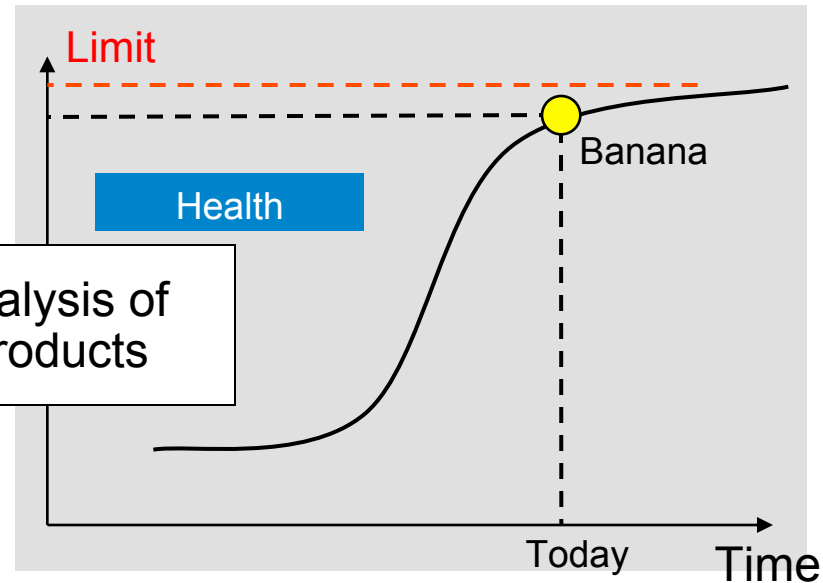 Limit
Banana
Health
alysis of
roducts
Today
Time